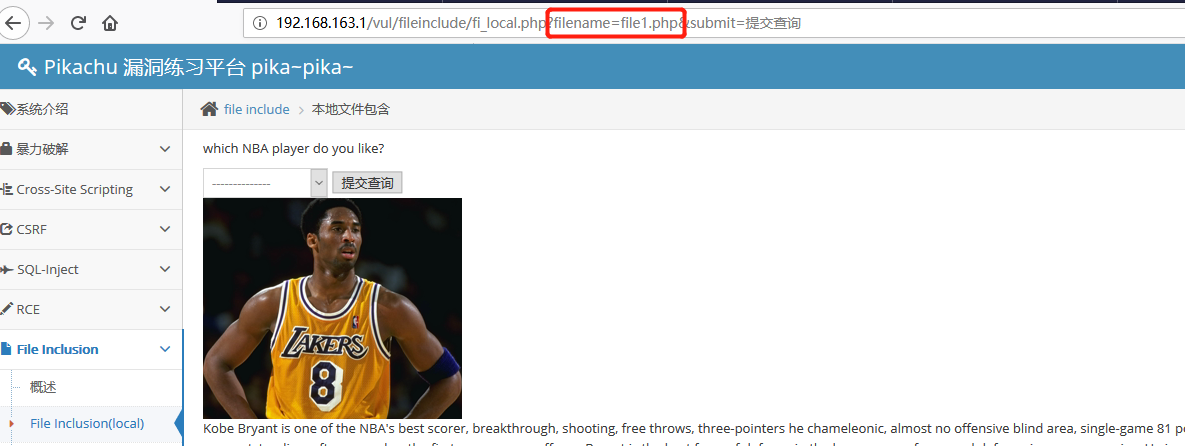 192.168.163.1/vul/fileinclude/fi_local.php?filename=file1.php&submit=提交查询
Pikachu 漏洞练习平台 pika~pika~
系统介绍
file include > 本地文件包含
暴力破解
which NBA player do you like?
--------------
提交查询
Cross-Site Scripting
CSRF
SQL-Inject
RCE
File Inclusion
概述
File Inclusion(local)
LAKERS
8
Kobe Bryant is one of the NBA's best scorer, breakthrough, shooting, free throws, three-pointers he chameleonic, almost no offensive blind area, single-game 81